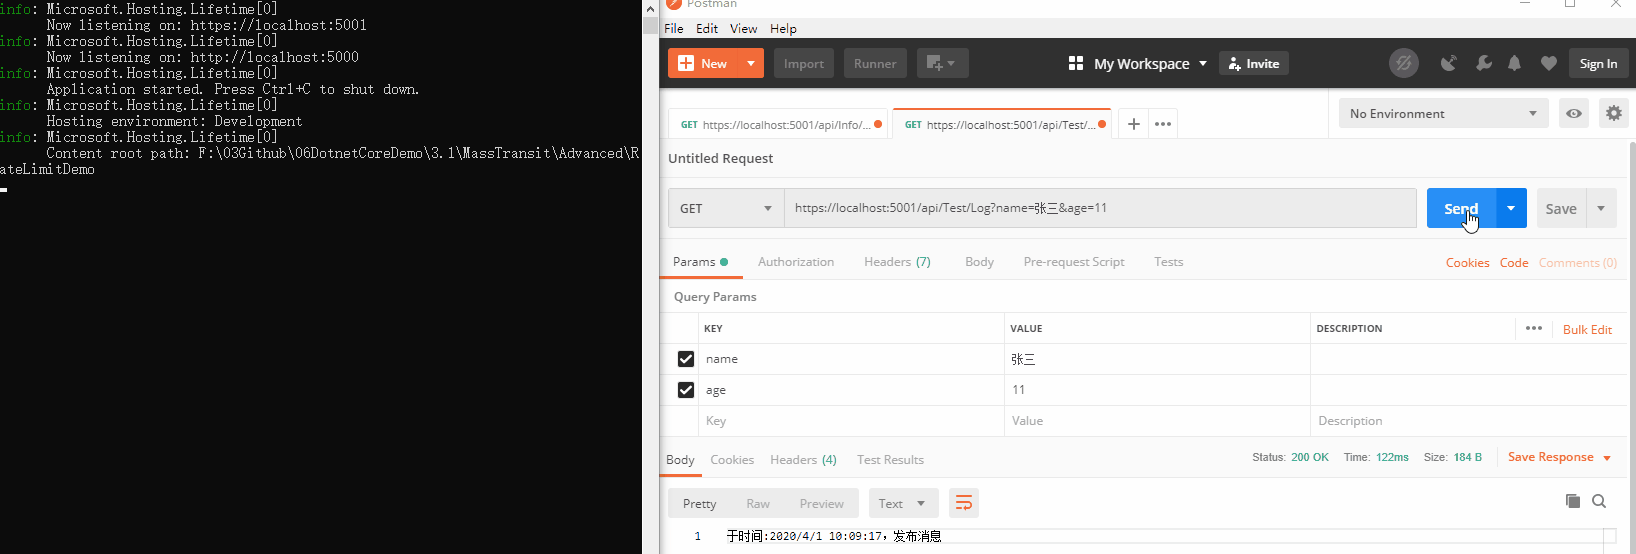 info: Microsoft.Hosting.Lifetime[0]
Now listening on: https://localhost:5001
info: Microsoft.Hosting.Lifetime[0]
Now listening on: http://localhost:5000
info: Microsoft.Hosting.Lifetime[0]
Application started. Press Ctrl+C to shut down.
info: Microsoft.Hosting.Lifetime[0]
Hosting environment: Development
info: Microsoft.Hosting.Lifetime[0]
Content root path: F:\03Github\06DotnetCoreDemo\3.1\MassTransit\Advanced\R
ateLimitDemo
Postman
File Edit View Help
New Import Runner My Workspace Invite Sign In
GET https://localhost:5001/api/Info/... GET https://localhost:5001/api/Test/... No Environment
Untitled Request
GET https://localhost:5001/api/Test/Log?name=张三&age=11 Send Save
Params Authorization Headers (7) Body Pre-request Script Tests Cookies Code Comments (0)
Query Params
KEY VALUE DESCRIPTION Bulk Edit
name 张三
age 11
Key Value Description
Body Cookies Headers (4) Test Results Status: 200 OK Time: 122ms Size: 184 B Save Response
Pretty Raw Preview Text
1 于时间:2020/4/1 10:09:17，发布消息